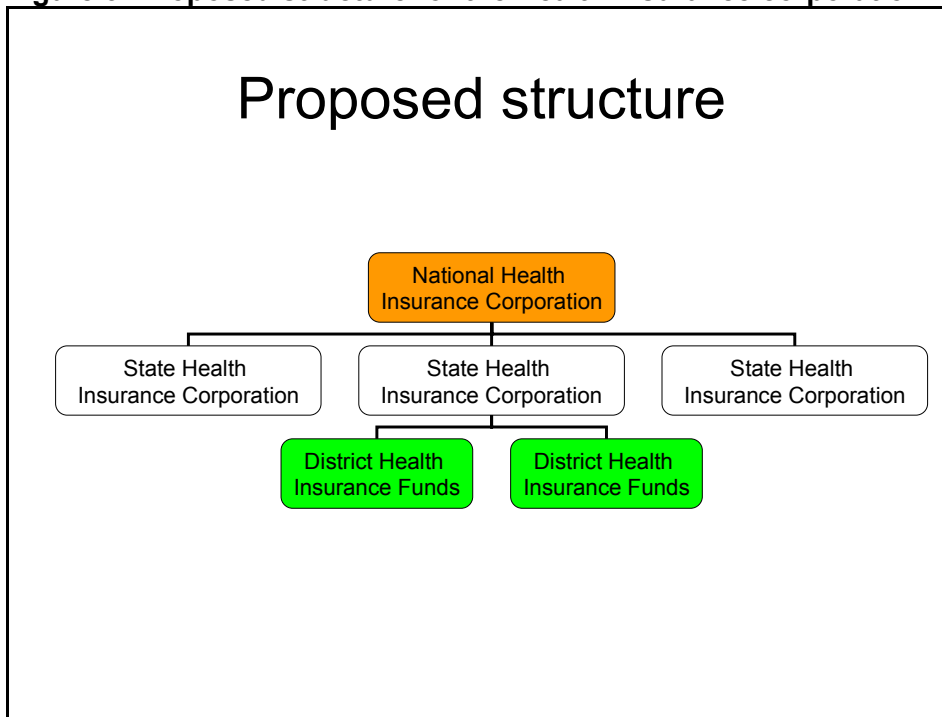 Proposed structure
National Health
Insurance Corporation
State Health
Insurance Corporation
State Health
Insurance Corporation
State Health
Insurance Corporation
District Health
Insurance Funds
District Health
Insurance Funds